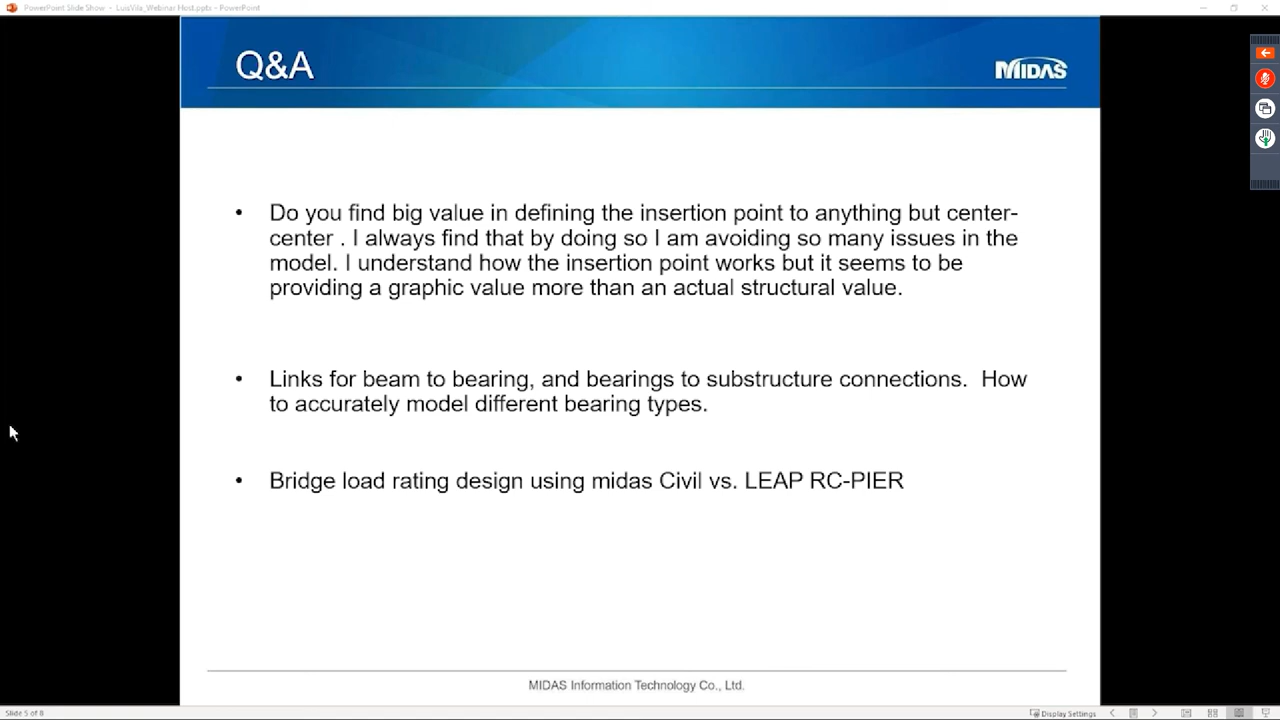 PowerPoint Slide Show - LuisVila_Webinar Host.pptx - PowerPoint
Q&A
MIDAS
• Do you find big value in defining the insertion point to anything but center-
center . I always find that by doing so I am avoiding so many issues in the
model. I understand how the insertion point works but it seems to be
providing a graphic value more than an actual structural value.
• Links for beam to bearing, and bearings to substructure connections. How
to accurately model different bearing types.
• Bridge load rating design using midas Civil vs. LEAP RC-PIER
MIDAS Information Technology Co., Ltd.
Slide 5 of 8
Display Settings